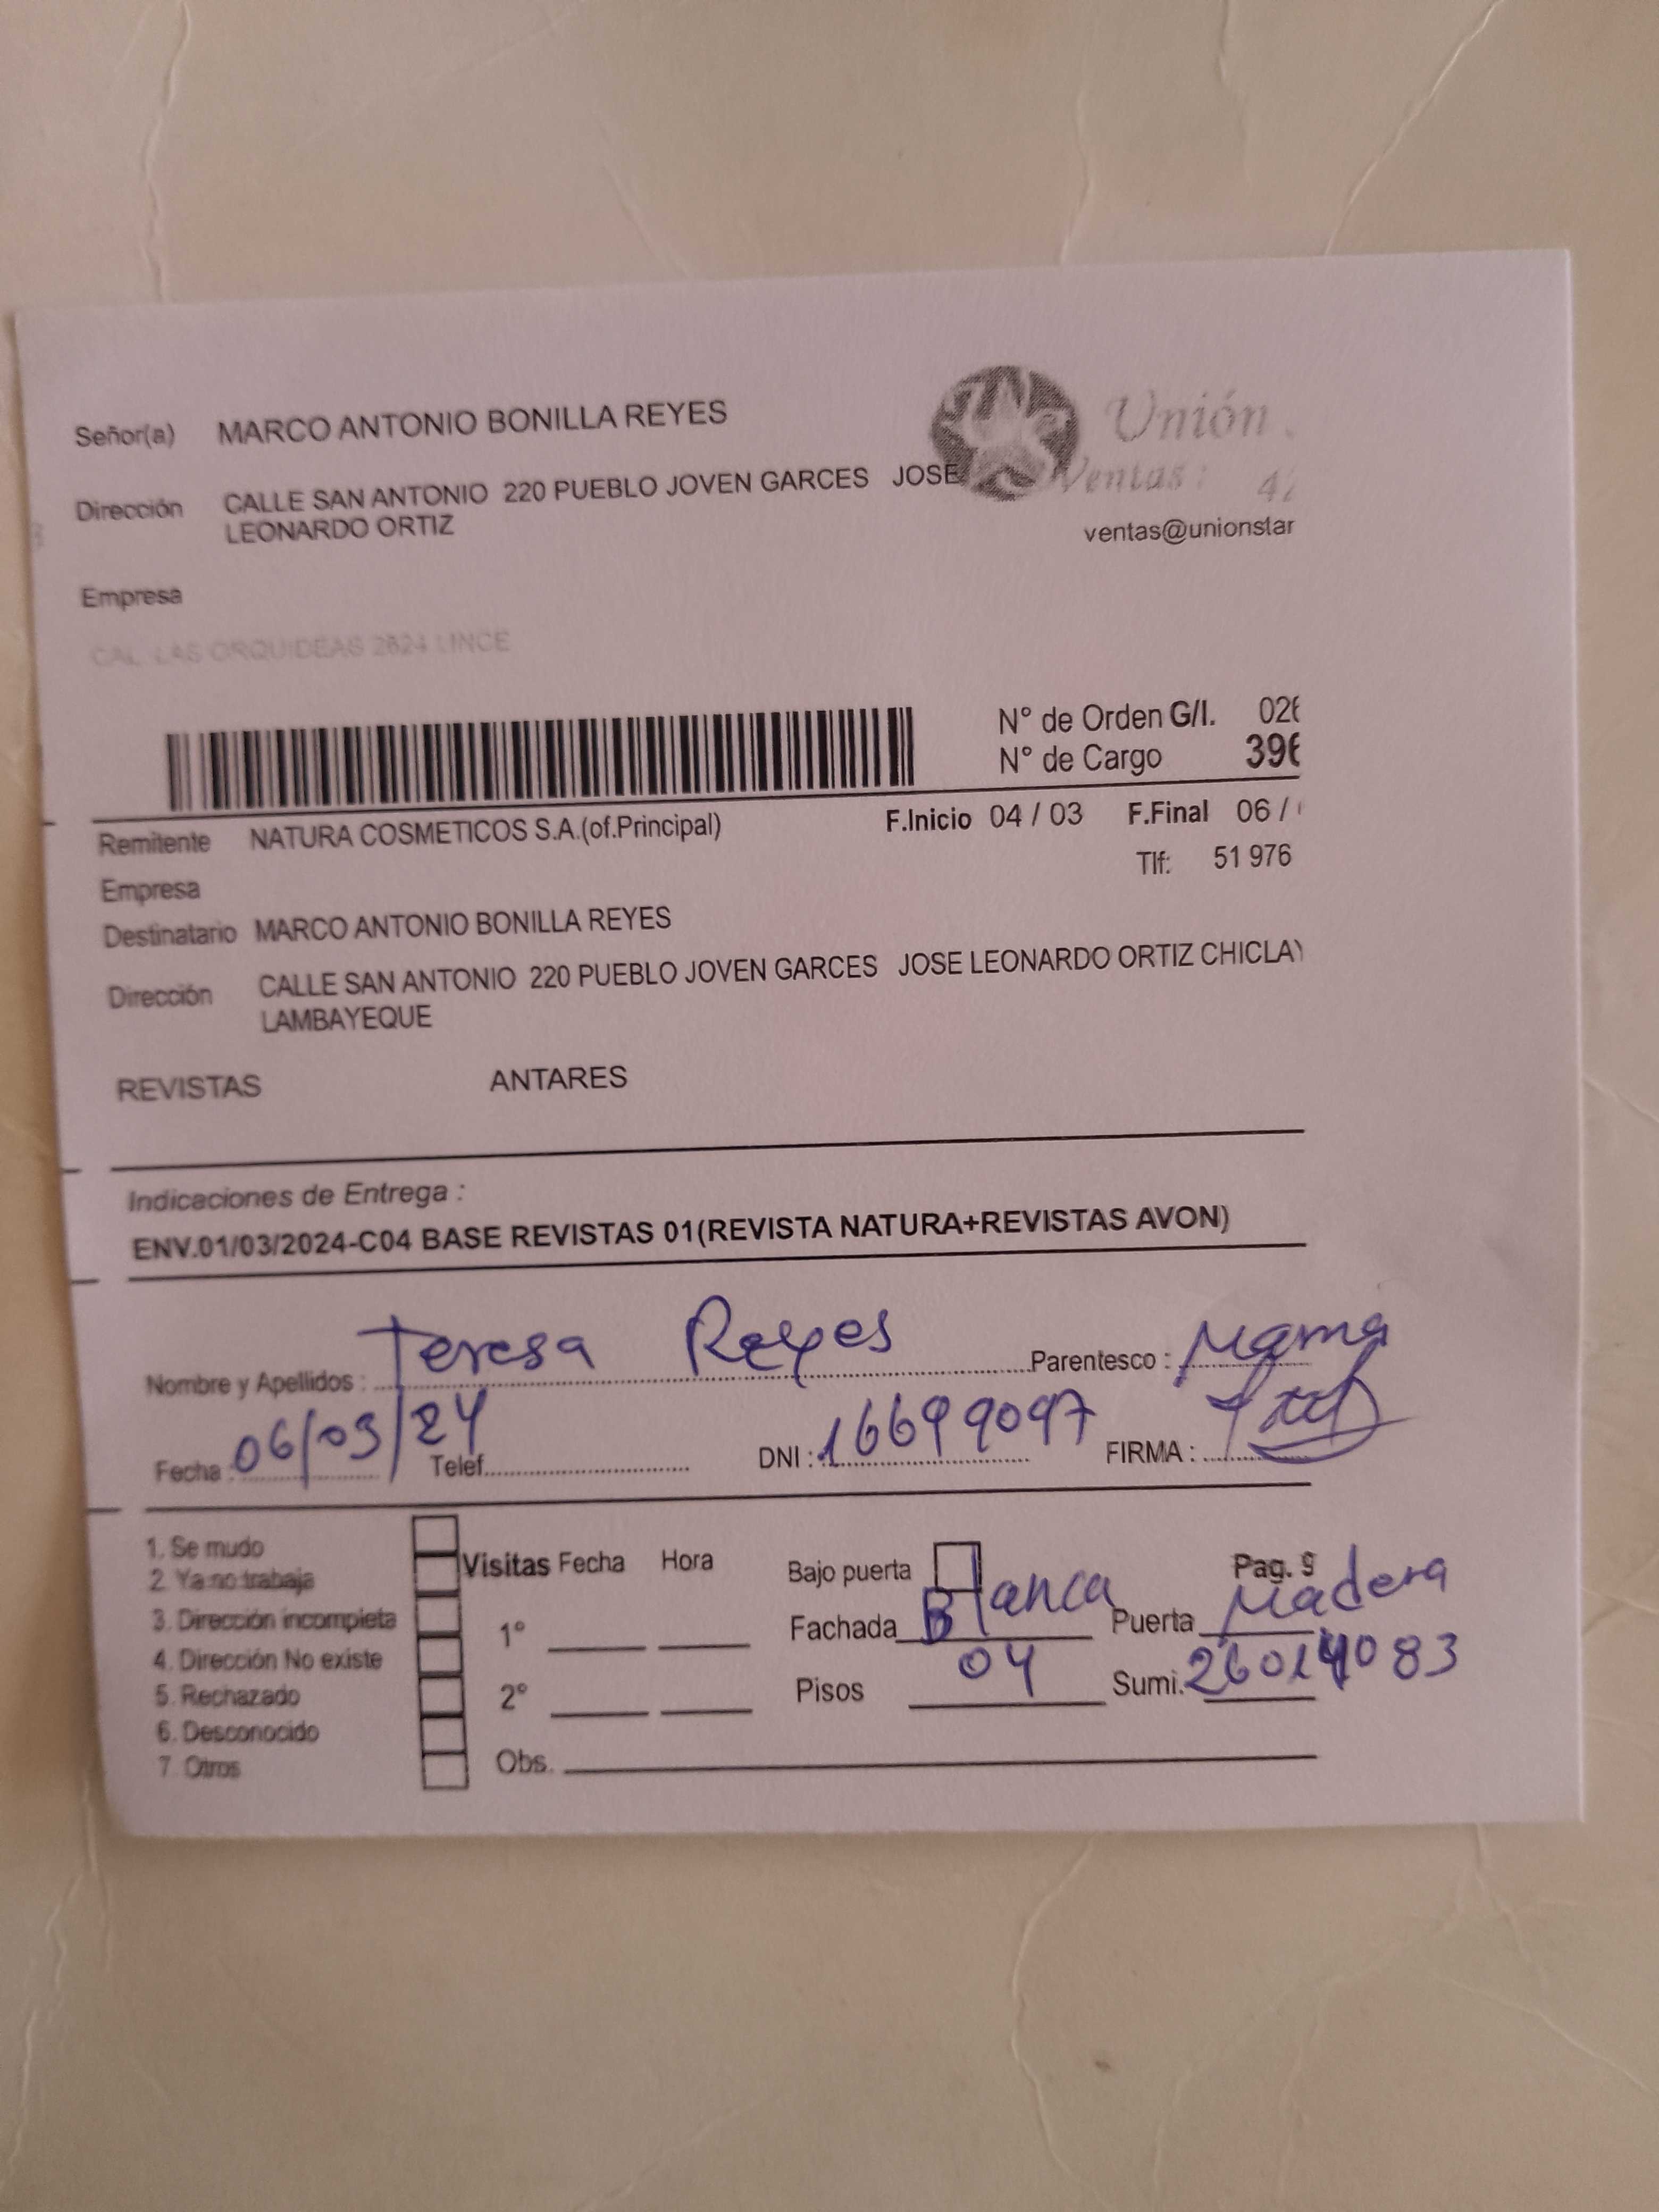 Señor(a) MARCO ANTONIO BONILLA REYES
Unión
Dirección CALLE SAN ANTONIO 220 PUEBLO JOVEN GARCES JOSE
LEONARDO ORTIZ
Ventas:
ventas@unionstar
Empresa
CAL. LAS ORQUIDEAS 2624 LINCE
N° de Orden G/I. 026
N° de Cargo 396
Remitente NATURA COSMETICOS S.A.(of.Principal) F.Inicio 04 / 03 F.Final 06 /
Tlf: 51 976
Empresa
Destinatario MARCO ANTONIO BONILLA REYES
Dirección CALLE SAN ANTONIO 220 PUEBLO JOVEN GARCES JOSE LEONARDO ORTIZ CHICLAY
LAMBAYEQUE
REVISTAS ANTARES
Indicaciones de Entrega :
ENV.01/03/2024-C04 BASE REVISTAS 01(REVISTA NATURA+REVISTAS AVON)
Nombre y Apellidos : Teresa Reyes Parentesco : Mama
Fecha : 06/03/24 Telef. DNI : 16699097 FIRMA :
1. Se mudo
2. Ya no trabaja
3. Dirección incompleta
4. Dirección No existe
5. Rechazado
6. Desconocido
7. Otros
Visitas Fecha Hora
1°
2°
Obs.
Bajo puerta Pag. 9
Fachada Blanca Puerta Madera
Pisos 04 Sumi. 26014083